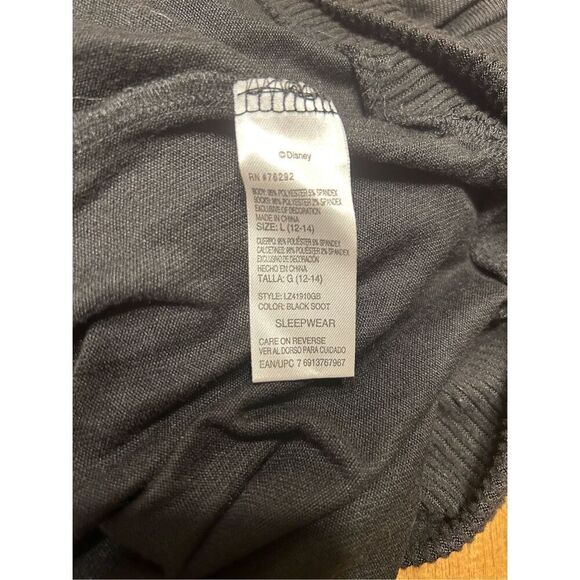 © Disney
RN #76292
BODY: 95% POLYESTER 5% SPANDEX
SOCKS: 98% POLYESTER 2% SPANDEX
EXCLUSIVE OF DECORATION
MADE IN CHINA
SIZE: L (12-14)
CUERPO: 95% POLIÉSTER 5% SPANDEX
CALCETINES: 98% POLIÉSTER 2% SPANDEX
EXCLUSIVO DE DECORACIÓN
HECHO EN CHINA
TALLA: G (12-14)
STYLE: LZ41910GB
COLOR: BLACK SOOT
SLEEPWEAR
CARE ON REVERSE
VER AL DORSO PARA CUIDADO
EAN/UPC 7 6913767967